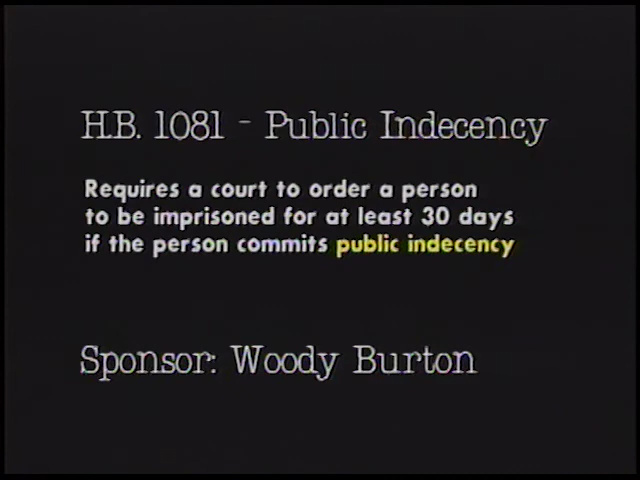 H.B. 1081 - Public Indecency
Requires a court to order a person
to be imprisoned for at least 30 days
if the person commits public indecency
Sponsor: Woody Burton